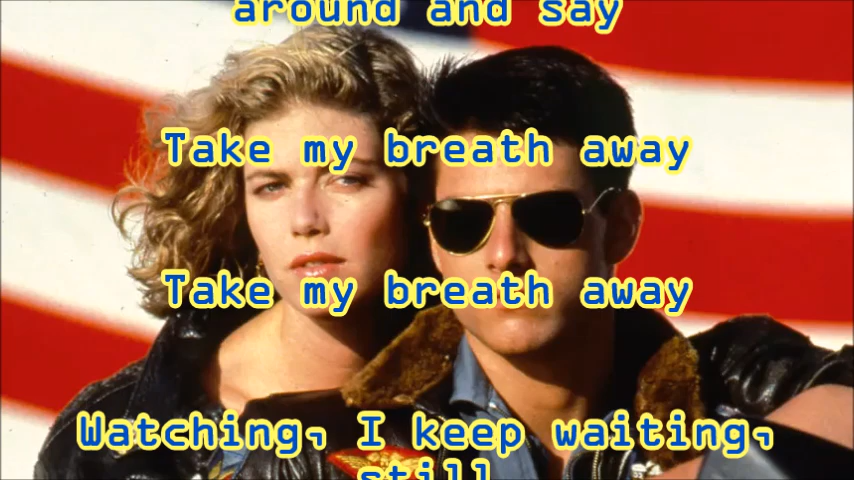 around and say
Take my breath away
Take my breath away
Watching, I keep waiting,
still